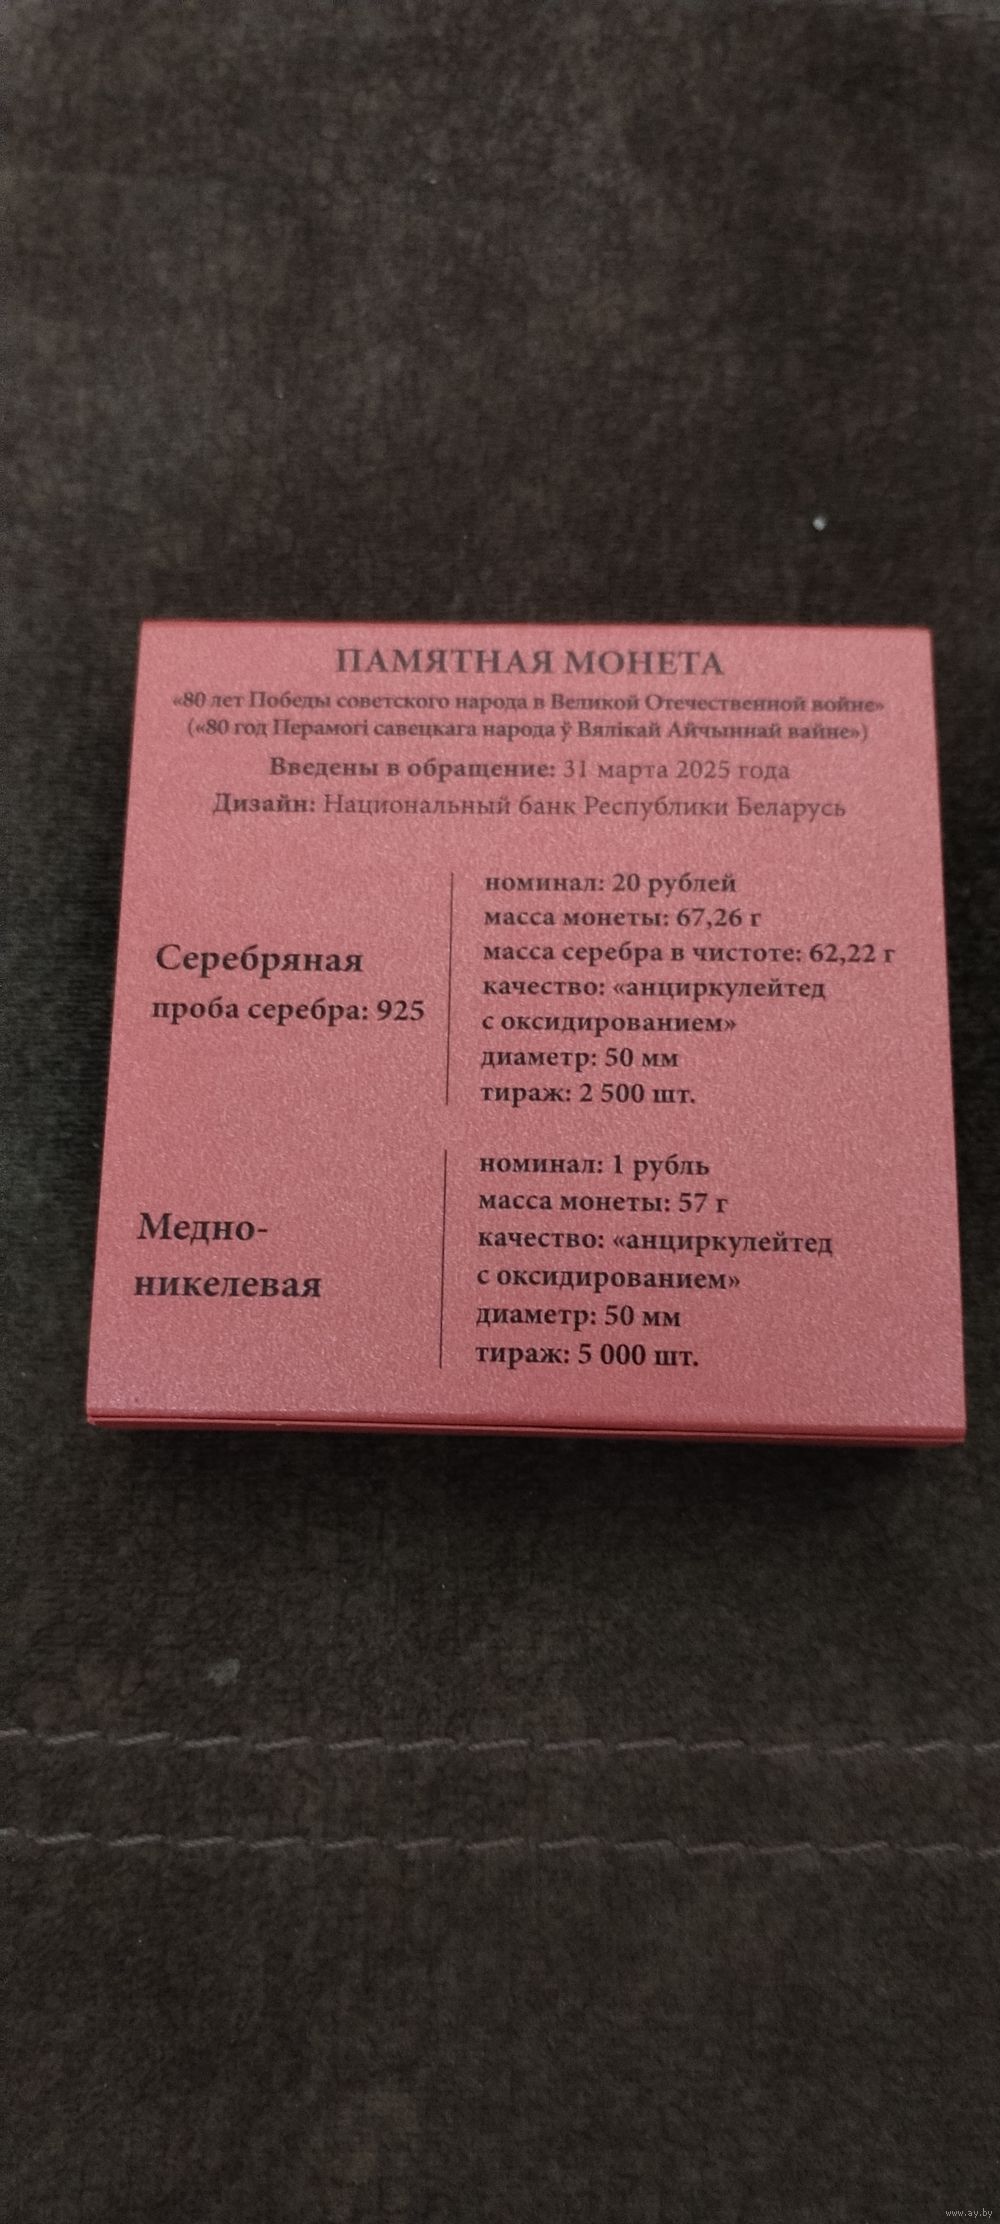 ПАМЯТНАЯ МОНЕТА
«80 лет Победы советского народа в Великой Отечественной войне»
(«80 год Перамогі савецкага народа ў Вялікай Айчыннай вайне»)
Введены в обращение: 31 марта 2025 года
Дизайн: Национальный банк Республики Беларусь
Серебряная
проба серебра: 925
номинал: 20 рублей
масса монеты: 67,26 г
масса серебра в чистоте: 62,22 г
качество: «анциркулейтед
с оксидированием»
диаметр: 50 мм
тираж: 2 500 шт.
Медно-
никелевая
номинал: 1 рубль
масса монеты: 57 г
качество: «анциркулейтед
с оксидированием»
диаметр: 50 мм
тираж: 5 000 шт.
www.ay.by